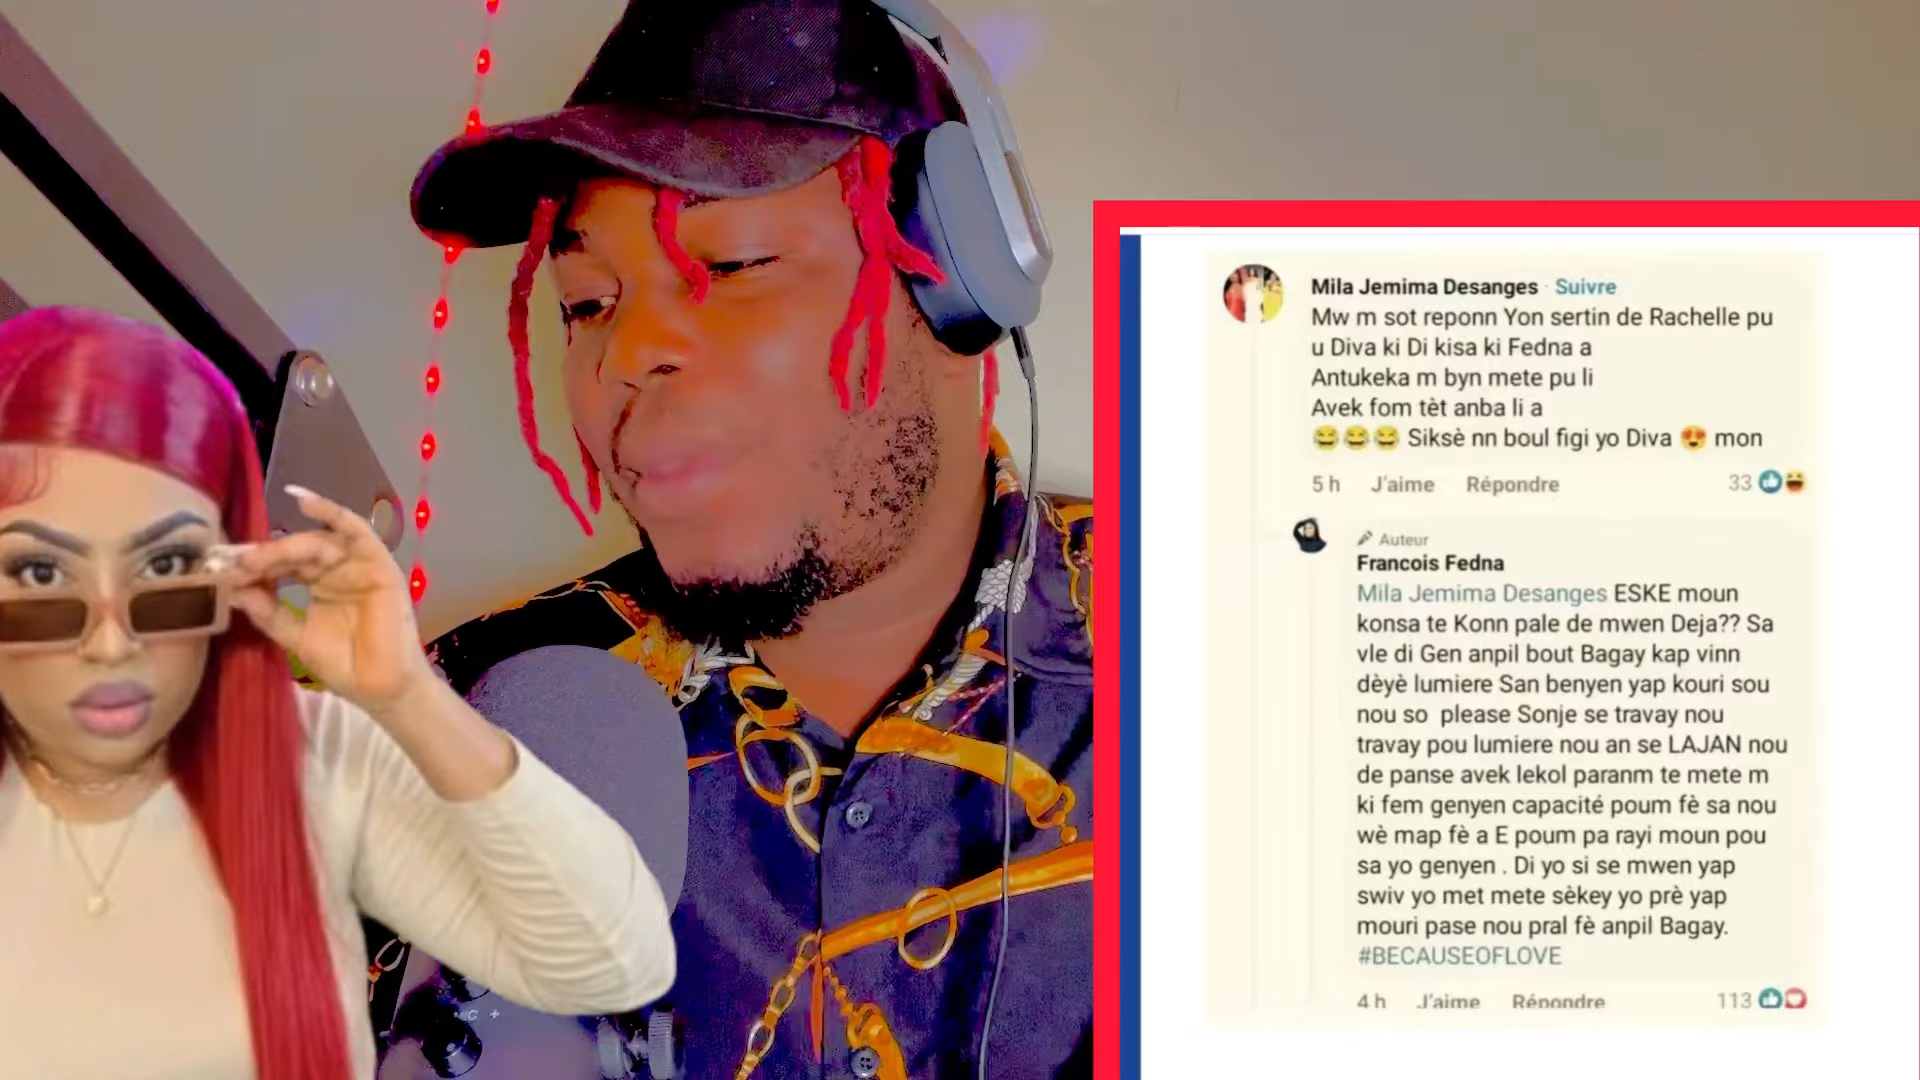 Mila Jemima Desanges · Suivre
Mw m sot reponn Yon sertin de Rachelle pu
u Diva ki Di kisa ki Fedna a
Antukeka m byn mete pu li
Avek fom tèt anba li a
😂😂😂 Siksè nn boul figi yo Diva 😍 mon
5 h J'aime Répondre 33
Auteur
Francois Fedna
Mila Jemima Desanges ESKE moun
konsa te Konn pale de mwen Deja?? Sa
vle di Gen anpil bout Bagay kap vinn
dèyè lumiere San benyen yap kouri sou
nou so please Sonje se travay nou
travay pou lumiere nou an se LAJAN nou
de panse avek lekol paranm te mete m
ki fem genyen capacité poum fè sa nou
wè map fè a E poum pa rayi moun pou
sa yo genyen . Di yo si se mwen yap
swiv yo met mete sèkey yo prè yap
mouri pase nou pral fè anpil Bagay.
#BECAUSEOFLOVE
4 h J'aime Répondre 113